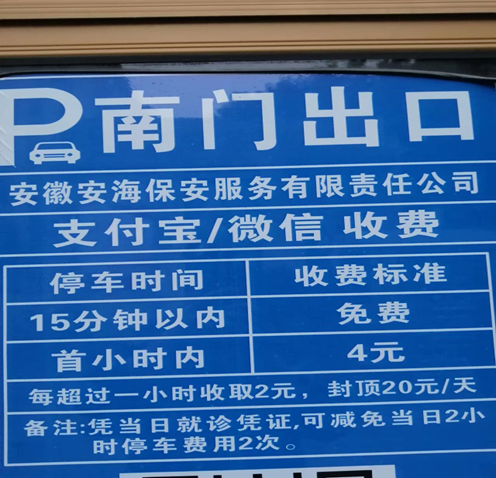 P南门出口
安徽安海保安服务有限责任公司
支付宝/微信 收费
停车时间 收费标准
15分钟以内 免费
首小时内 4元
每超过一小时收取2元，封顶20元/天
备注:凭当日就诊凭证,可减免当日2小
时停车费用2次。